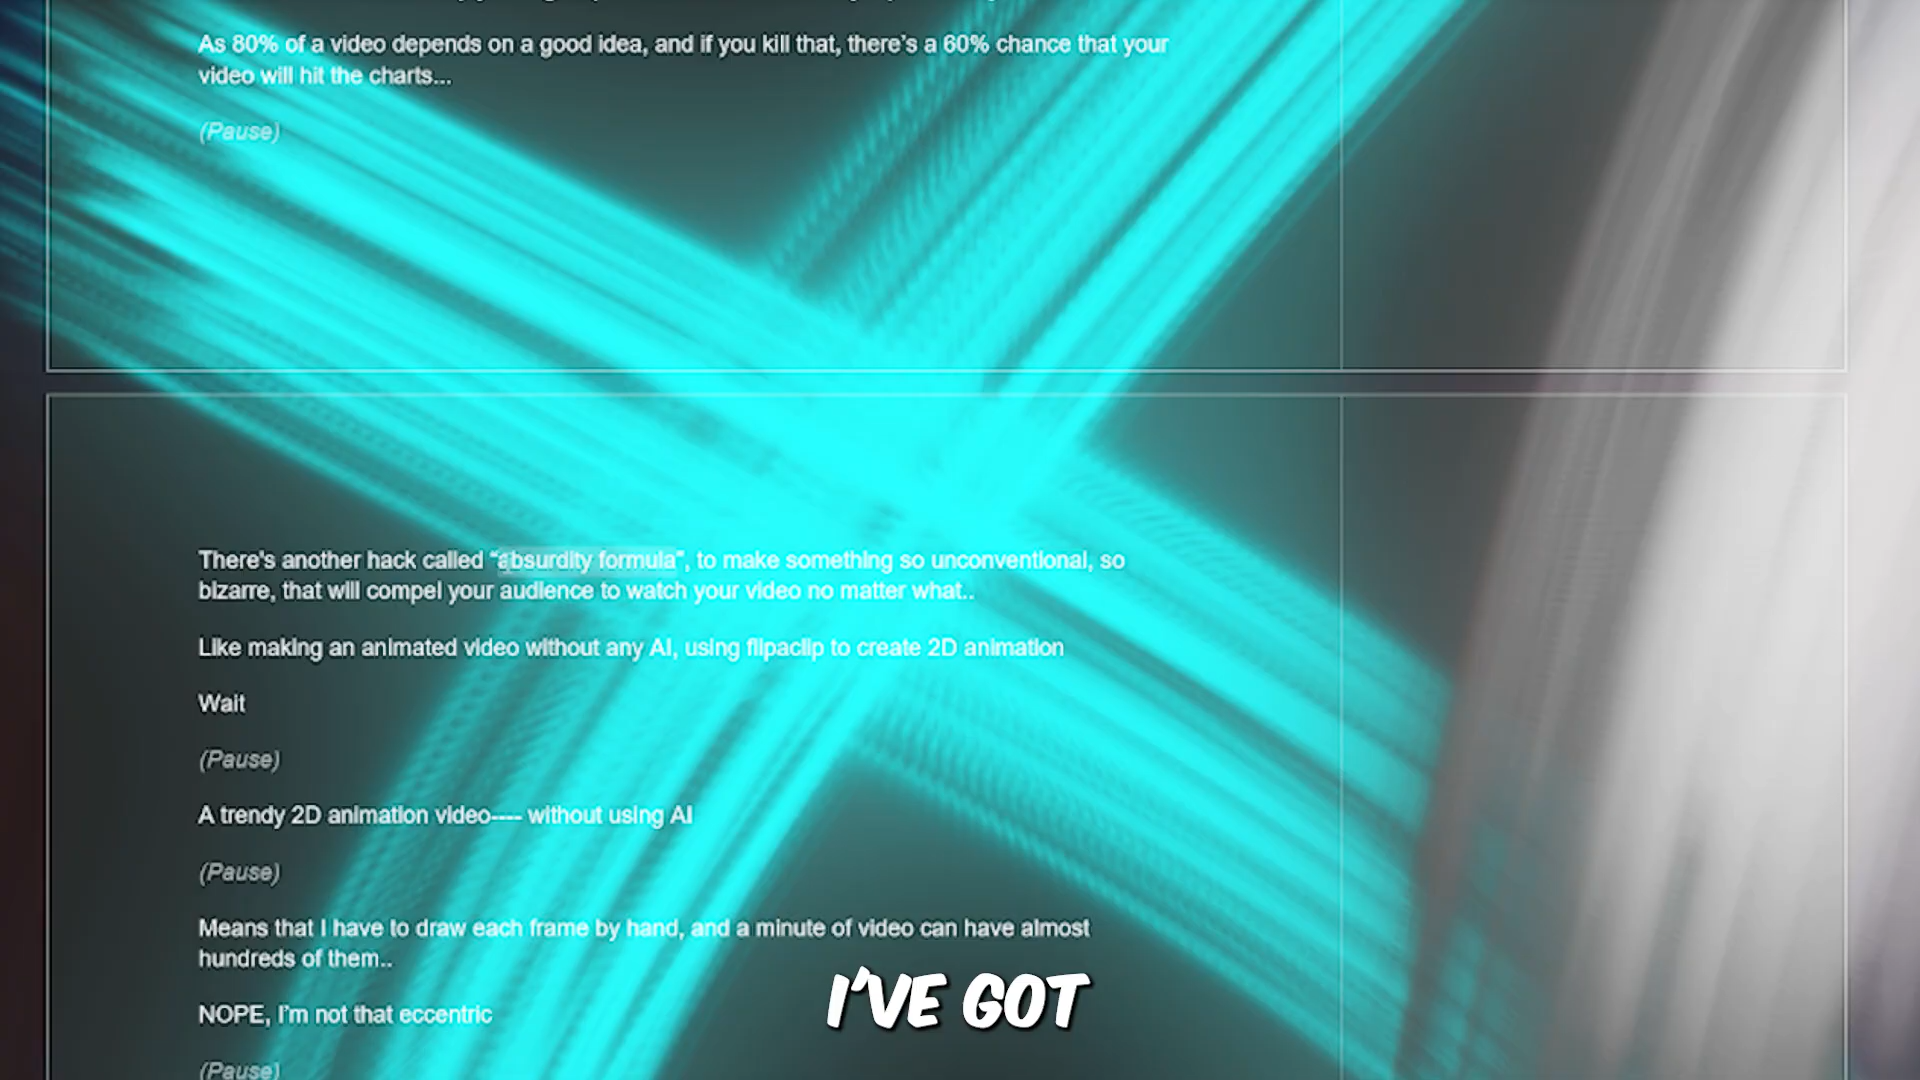 As 80% of a video depends on a good idea, and if you kill that, there's a 60% chance that your
video will hit the charts...
(Pause)
There's another hack called “absurdity formula”, to make something so unconventional, so
bizarre, that will compel your audience to watch your video no matter what..
Like making an animated video without any AI, using flipaclip to create 2D animation
Wait
(Pause)
A trendy 2D animation video---- without using AI
(Pause)
Means that I have to draw each frame by hand, and a minute of video can have almost
hundreds of them..
NOPE, I'm not that eccentric
(Pause)
I'VE GOT